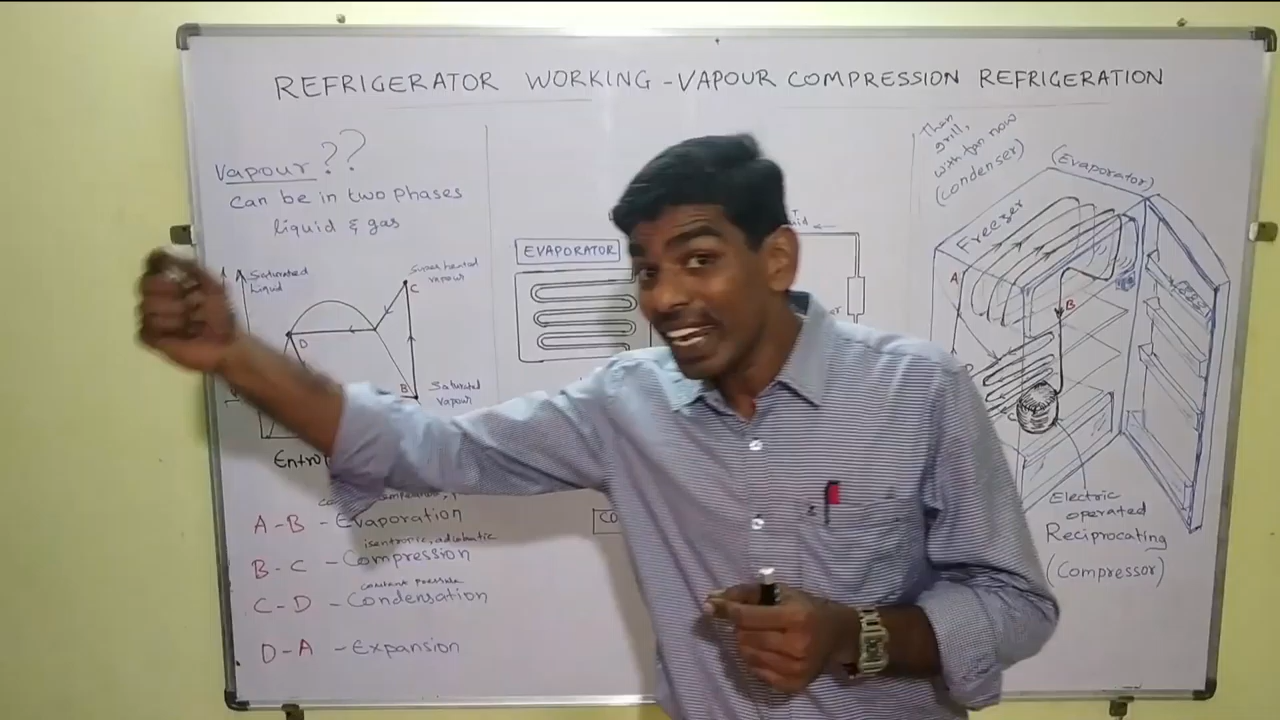 REFRIGERATOR WORKING - VAPOUR COMPRESSION REFRIGERATION
Vapour??
can be in two phases
liquid & gas
Saturated
liquid
Super heated
vapour
C
D
B
Saturated
vapour
A-B - Evaporation
isentropic, adiabatic
B-C - Compression
constant pressure
C-D - Condensation
D-A - Expansion
EVAPORATOR
grill,
with fan now
(condenser)
(Evaporator)
Freezer
A
B
Electric
operated
Reciprocating
(Compressor)